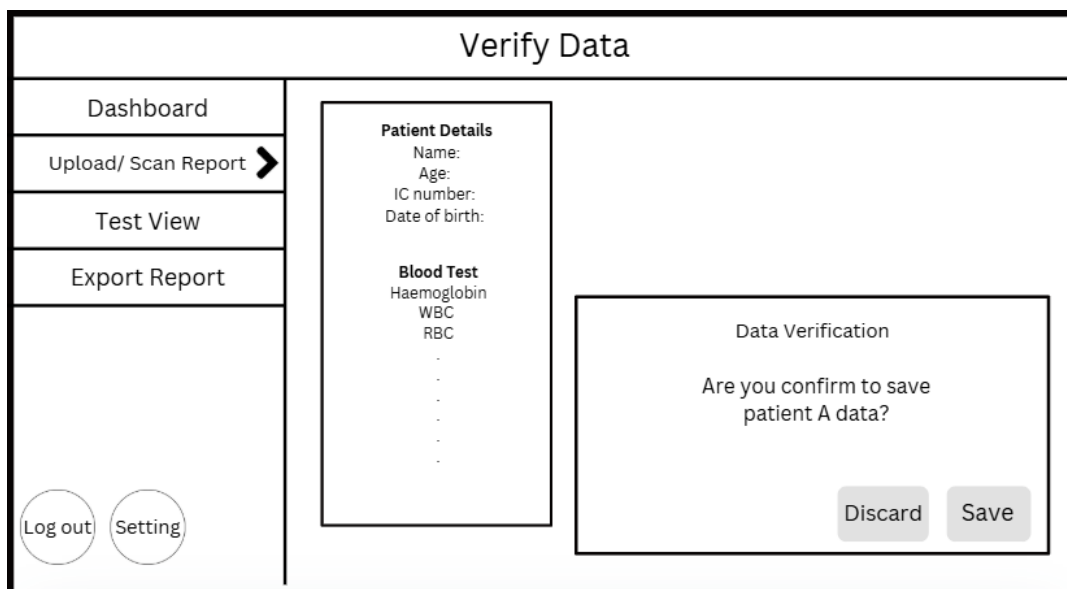 Verify Data
Dashboard
Upload/ Scan Report
Test View
Export Report
Log out
Setting
Patient Details
Name:
Age:
IC number:
Date of birth:
Blood Test
Haemoglobin
WBC
RBC
.
.
.
.
.
.
Data Verification
Are you confirm to save
patient A data?
Discard
Save